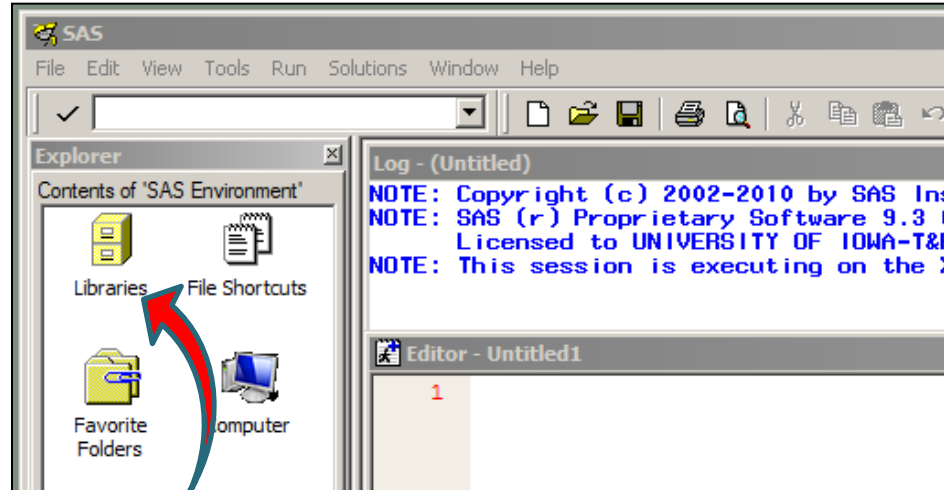 SAS
File Edit View Tools Run Solutions Window Help
Explorer
Contents of 'SAS Environment'
Libraries File Shortcuts
Favorite Folders
Computer
Log - (Untitled)
NOTE: Copyright (c) 2002-2010 by SAS
NOTE: SAS (r) Proprietary Software 9.3
Licensed to UNIVERSITY OF IOWA-T&
NOTE: This session is executing on the
Editor - Untitled1
1